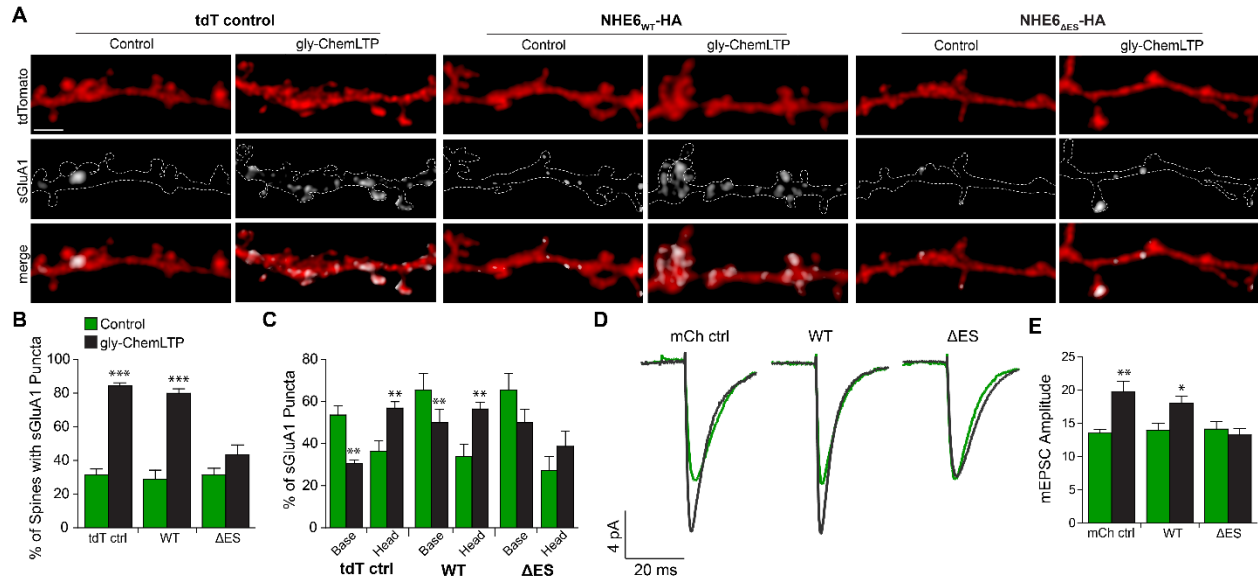 A
tdT control
NHE6WT-HA
NHE6ΔES-HA
Control
gly-ChemLTP
Control
gly-ChemLTP
Control
gly-ChemLTP
tdTomato
sGluA1
merge
B
Control
gly-ChemLTP
% of Spines with sGluA1 Puncta
100
80
60
40
20
0
***
***
tdT ctrl
WT
ΔES
C
% of sGluA1 Puncta
80
60
40
20
0
**
**
**
**
Base
Head
Base
Head
Base
Head
tdT ctrl
WT
ΔES
D
mCh ctrl
WT
ΔES
4 pA
20 ms
E
mEPSC Amplitude
25
20
15
10
5
0
**
*
mCh ctrl
WT
ΔES